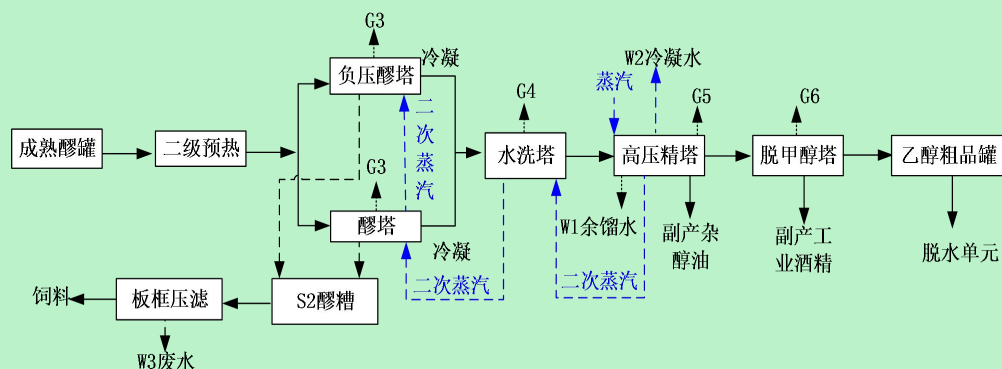 G3
负压醪塔
冷凝
W2冷凝水
蒸汽
G4
G5
G6
成熟醪罐
二级预热
二次蒸汽
G3
水洗塔
高压精塔
脱甲醇塔
乙醇粗品罐
醪塔
冷凝
W1余馏水
副产杂
醇油
副产工
业酒精
脱水单元
二次蒸汽
二次蒸汽
饲料
板框压滤
S2醪糟
W3废水